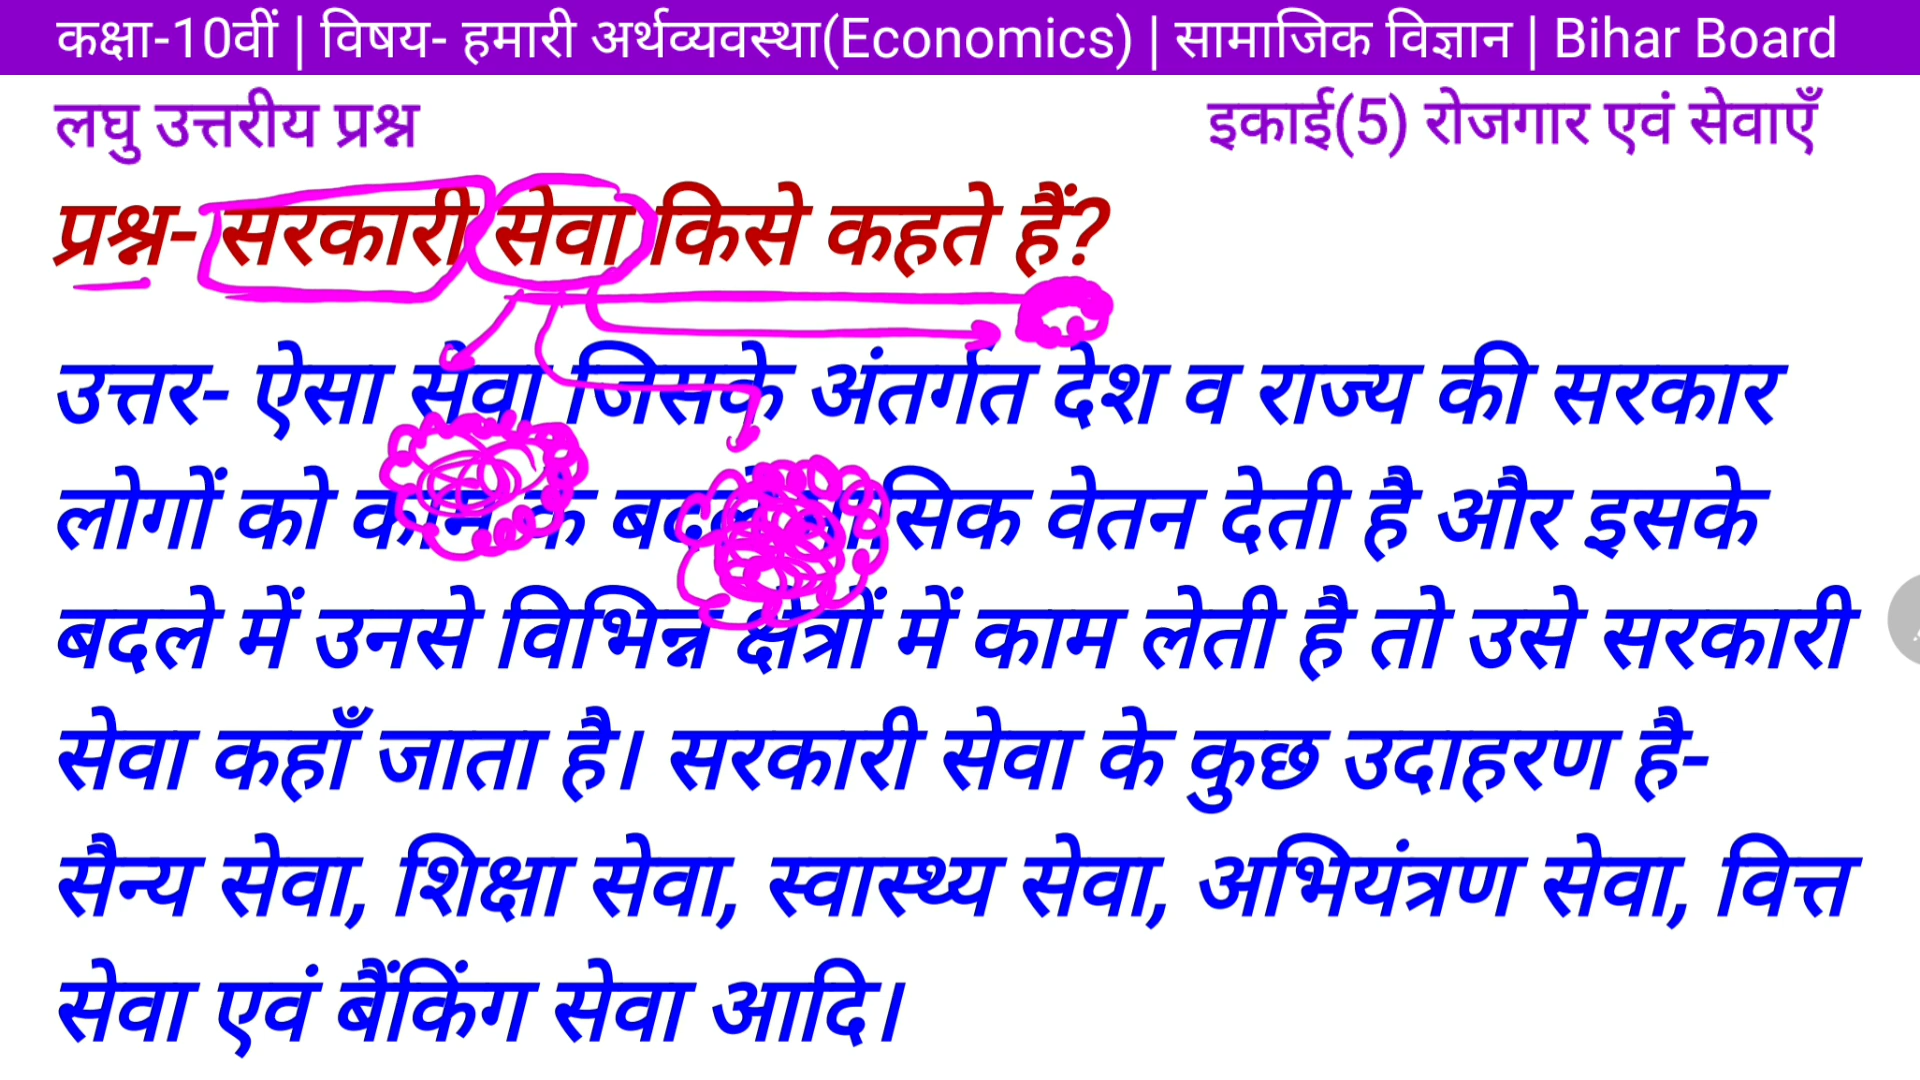 कक्षा-10वीं | विषय- हमारी अर्थव्यवस्था(Economics) | सामाजिक विज्ञान | Bihar Board
लघु उत्तरीय प्रश्न
इकाई(5) रोजगार एवं सेवाएँ
प्रश्न- सरकारी सेवा किसे कहते हैं?
उत्तर- ऐसा सेवा जिसके अंतर्गत देश व राज्य की सरकार
लोगों को काम के बदले मासिक वेतन देती है और इसके
बदले में उनसे विभिन्न क्षेत्रों में काम लेती है तो उसे सरकारी
सेवा कहाँ जाता है। सरकारी सेवा के कुछ उदाहरण है-
सैन्य सेवा, शिक्षा सेवा, स्वास्थ्य सेवा, अभियंत्रण सेवा, वित्त
सेवा एवं बैंकिंग सेवा आदि।